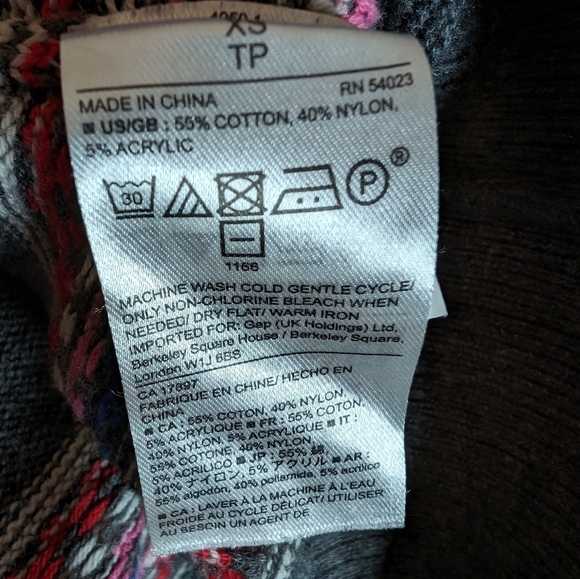 XS
TP
RN 54023
MADE IN CHINA
■ US/GB : 55% COTTON, 40% NYLON,
5% ACRYLIC
30
P ®
1166
MACHINE WASH COLD GENTLE CYCLE/
ONLY NON-CHLORINE BLEACH WHEN
NEEDED/ DRY FLAT/ WARM IRON
IMPORTED FOR: Gap (UK Holdings) Ltd,
Berkeley Square House / Berkeley Square,
London W1J 6BS
CA 17897
FABRIQUE EN CHINE/ HECHO EN
CHINA
■ CA : 55% COTON, 40% NYLON,
5% ACRYLIQUE ■ FR : 55% COTON,
40% NYLON, 5% ACRYLIQUE ■ IT :
55% COTONE, 40% NYLON,
5% ACRILICO ■ JP : 55% 綿,
40% ナイロン, 5% アクリル ■ AR :
55% algodón, 40% poliamida, 5% acrílico
■ CA : LAVER À LA MACHINE À L'EAU
FROIDE AU CYCLE DÉLICAT/ UTILISER
AU BESOIN UN AGENT DE